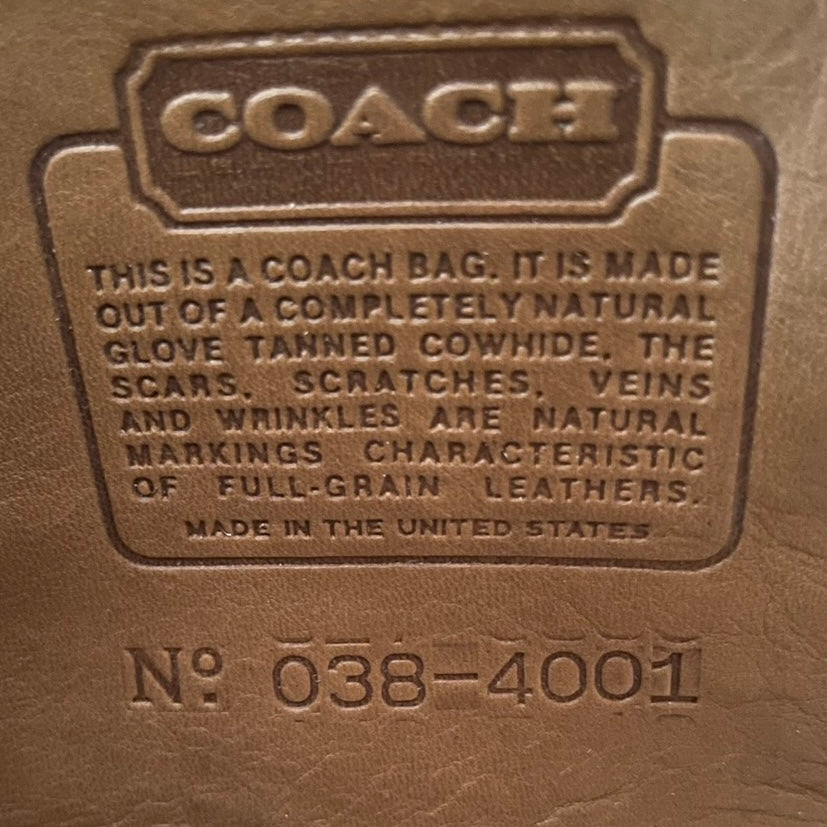 COACH
THIS IS A COACH BAG. IT IS MADE
OUT OF A COMPLETELY NATURAL
GLOVE TANNED COWHIDE. THE
SCARS, SCRATCHES, VEINS
AND WRINKLES ARE NATURAL
MARKINGS CHARACTERISTIC
OF FULL-GRAIN LEATHERS.
MADE IN THE UNITED STATES
Nº: 038-4001